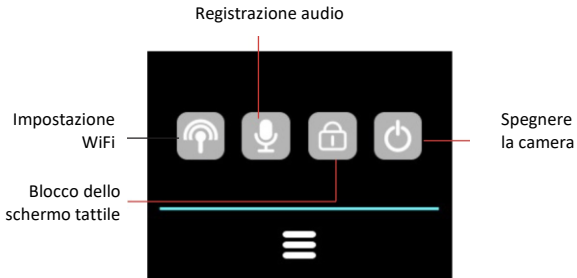 Registrazione audio
Impostazione
WiFi
Spegnere
la camera
Blocco dello
schermo tattile